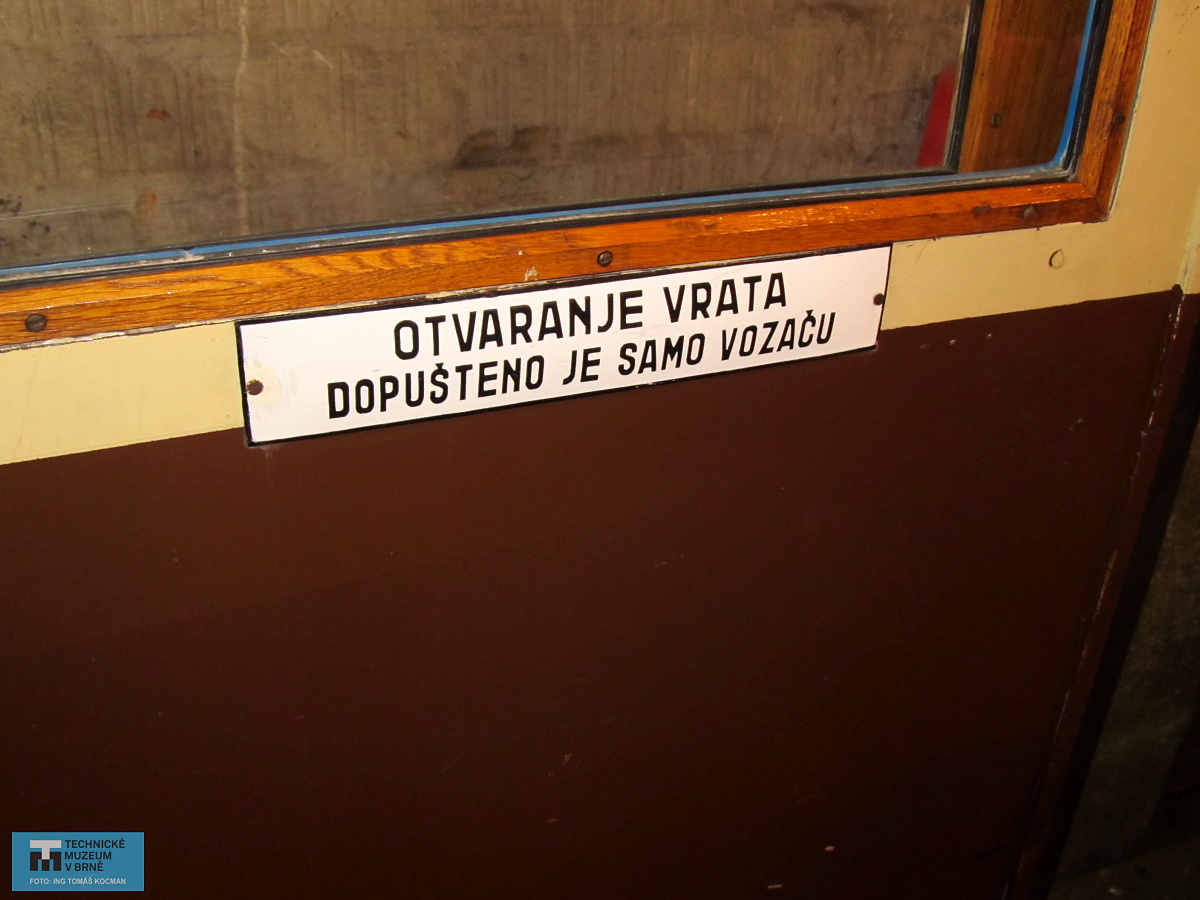 OTVARANJE VRATA
DOPUŠTENO JE SAMO VOZAČU
TECHNICKÉ
MUZEUM
V BRNĚ
FOTO: ING TOMÁŠ KOCMAN